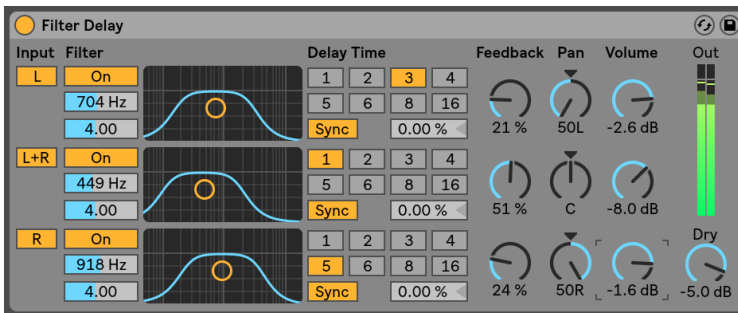 Filter Delay
Input Filter Delay Time Feedback Pan Volume Out
L On 1 2 3 4
704 Hz 5 6 8 16
4.00 Sync 0.00 % 21 % 50L -2.6 dB
L+R On 1 2 3 4
449 Hz 5 6 8 16
4.00 Sync 0.00 % 51 % C -8.0 dB
R On 1 2 3 4 Dry
918 Hz 5 6 8 16
4.00 Sync 0.00 % 24 % 50R -1.6 dB -5.0 dB